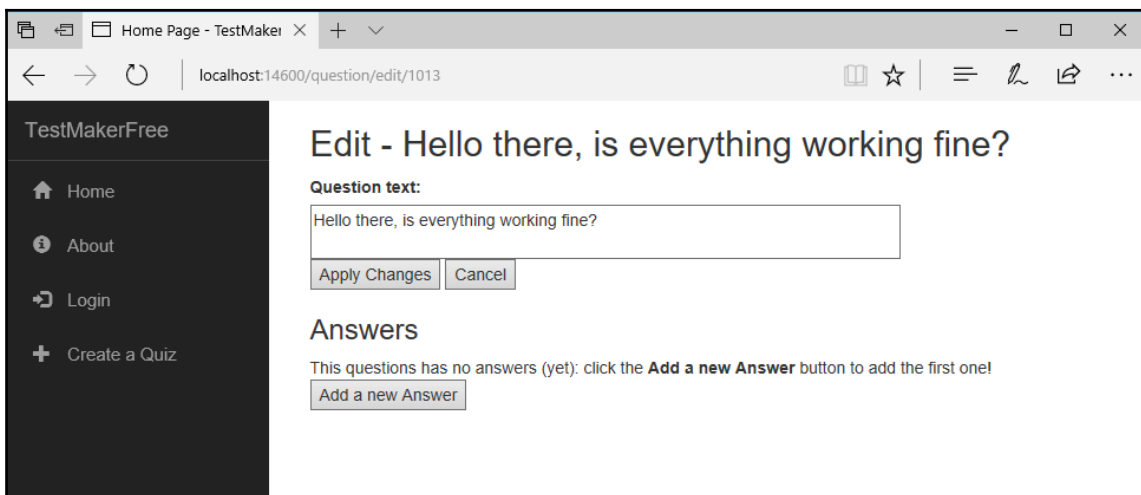 Home Page - TestMaker
localhost:14600/question/edit/1013
TestMakerFree
Home
About
Login
Create a Quiz
Edit - Hello there, is everything working fine?
Question text:
Hello there, is everything working fine?
Apply Changes Cancel
Answers
This questions has no answers (yet): click the Add a new Answer button to add the first one!
Add a new Answer